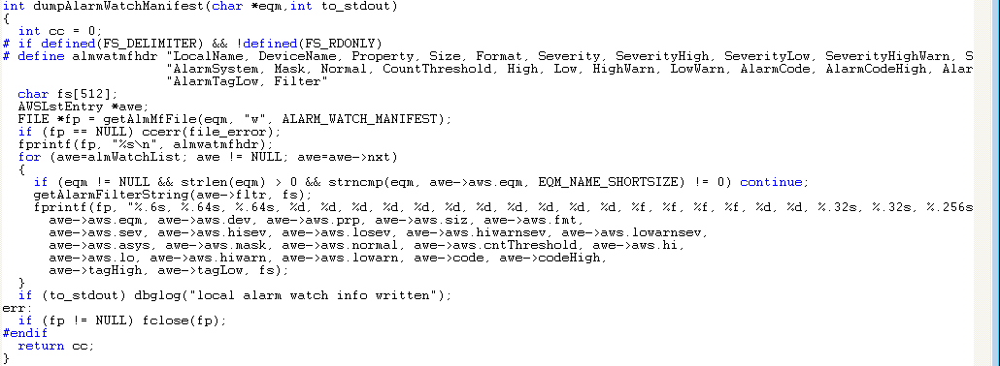 int dumpAlarmWatchManifest(char *eqm,int to_stdout)
{
  int cc = 0;
# if defined(FS_DELIMITER) && !defined(FS_RDONLY)
# define almwatmfhdr "LocalName, DeviceName, Property, Size, Format, Severity, SeverityHigh, SeverityLow, SeverityHighWarn, S
                     "AlarmSystem, Mask, Normal, CountThreshold, High, Low, HighWarn, LowWarn, AlarmCode, AlarmCodeHigh, Alar
                     "AlarmTagLow, Filter"
  char fs[512];
  AWSLstEntry *awe;
  FILE *fp = getAlmMfFile(eqm, "w", ALARM_WATCH_MANIFEST);
  if (fp == NULL) ccerr(file_error);
  fprintf(fp, "%s\n", almwatmfhdr);
  for (awe=almWatchList; awe != NULL; awe=awe->nxt)
  {
    if (eqm != NULL && strlen(eqm) > 0 && strncmp(eqm, awe->aws.eqm, EQM_NAME_SHORTSIZE) != 0) continue;
    getAlarmFilterString(awe->fltr, fs);
    fprintf(fp, "%.6s, %.64s, %.64s, %d, %d, %d, %d, %d, %d, %d, %d, %d, %d, %d, %f, %f, %f, %f, %d, %d, %.32s, %.32s, %.256s
      awe->aws.eqm, awe->aws.dev, awe->aws.prp, awe->aws.siz, awe->aws.fmt,
      awe->aws.sev, awe->aws.hisev, awe->aws.losev, awe->aws.hiwarnsev, awe->aws.lowarnsev,
      awe->aws.asys, awe->aws.mask, awe->aws.normal, awe->aws.cntThreshold, awe->aws.hi,
      awe->aws.lo, awe->aws.hiwarn, awe->aws.lowarn, awe->code, awe->codeHigh,
      awe->tagHigh, awe->tagLow, fs);
  }
  if (to_stdout) dbglog("local alarm watch info written");
err:
  if (fp != NULL) fclose(fp);
#endif
  return cc;
}